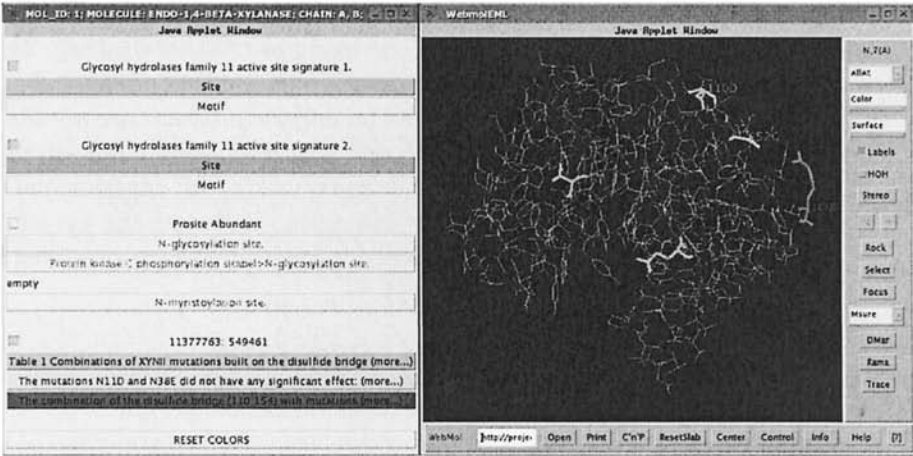 MOL_ID: 1; MOLECULE: ENDO-1,4-BETA-XYLANASE; CHAIN: A, B;
Java Applet Window
Glycosyl hydrolases family 11 active site signature 1.
Site
Motif
Glycosyl hydrolases family 11 active site signature 2.
Site
Motif
Prosite Abundant
N-glycosylation site.
Protein kinase C phosphorylation N-glycosylation site.
empty
N-myristoylation site.
11377763: 549461
Table 1 Combinations of XYNII mutations built on the disulfide bridge (more...)
The mutations N11D and N38E did not have any significant effect: (more...)
The combination of the disulfide bridge (110-154) with mutations (more...)
RESET COLORS
WebmolEML
Java Applet Window
AllAt
Color
Surface
Labels
HOH
Stereo
Rock
Select
Focus
Msure
DMar
Rama
Trace
WebMol
http://proje
Open
Print
C'n'P
ResetSlab
Center
Control
Info
Help
[?]